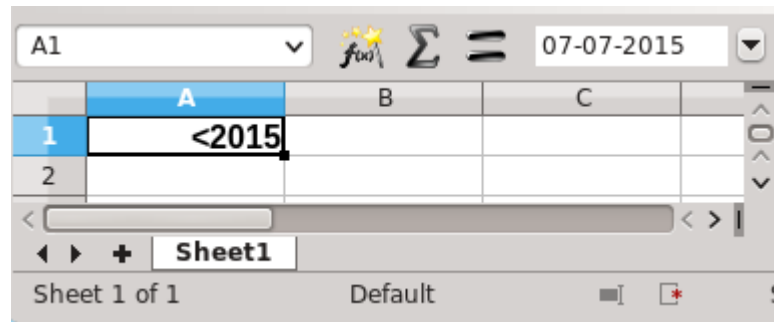 A1 f(x) Σ = 07-07-2015
A B C
1 <2015
2
Sheet1
Sheet 1 of 1 Default